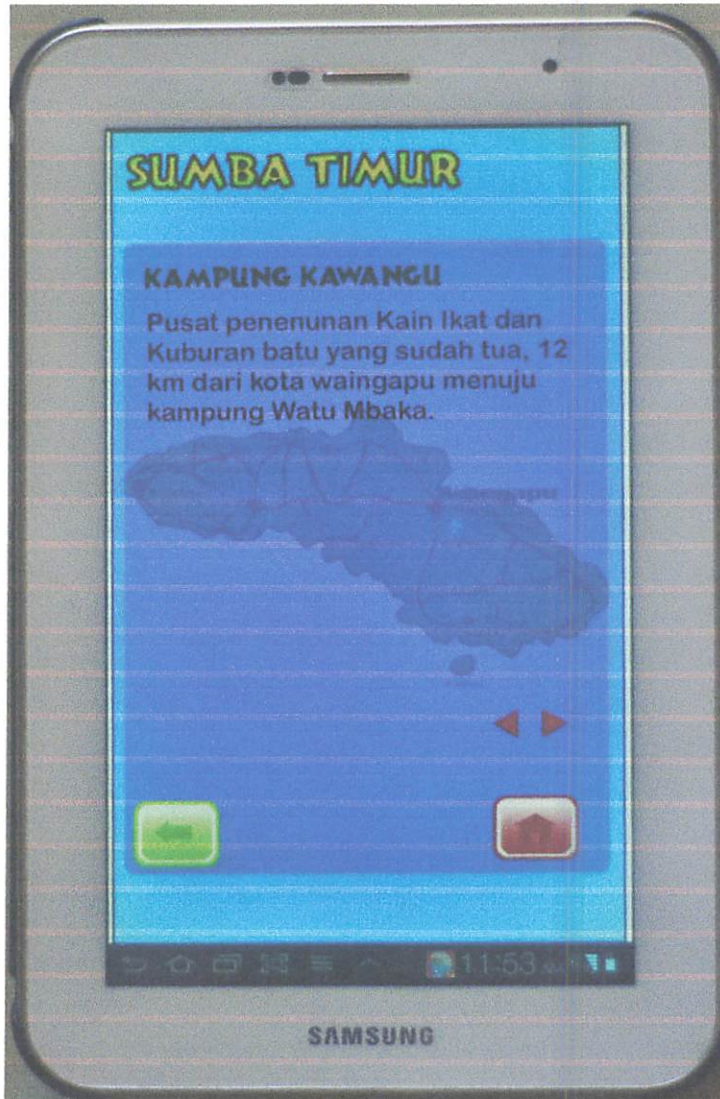 SUMBA TIMUR
KAMPUNG KAWANGU
Pusat penenunan Kain Ikat dan
Kuburan batu yang sudah tua, 12
km dari kota waingapu menuju
kampung Watu Mbaka.
11:53
SAMSUNG